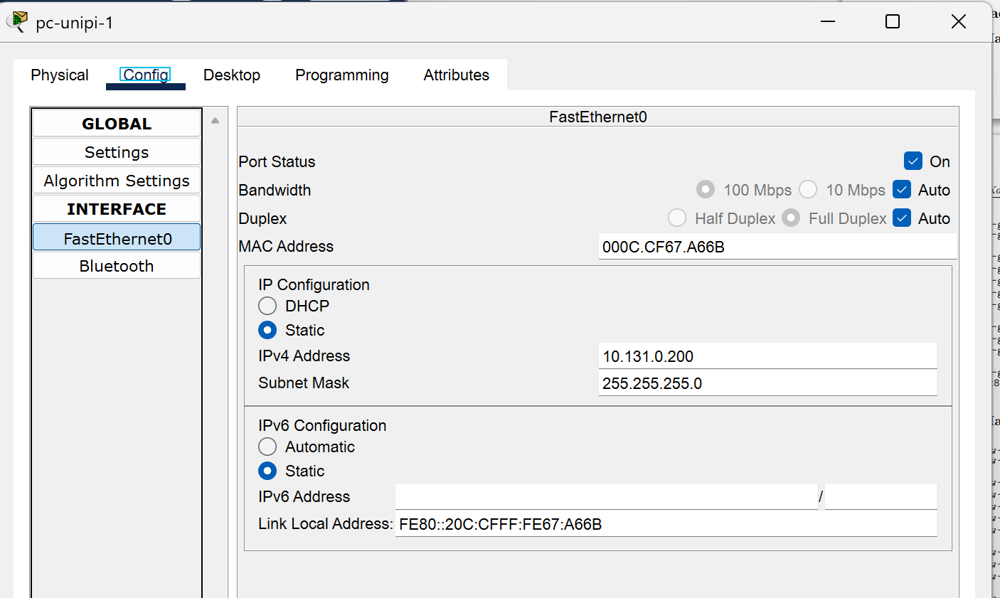 pc-unipi-1
Physical Config Desktop Programming Attributes
GLOBAL
Settings
Algorithm Settings
INTERFACE
FastEthernet0
Bluetooth
FastEthernet0
Port Status On
Bandwidth 100 Mbps 10 Mbps Auto
Duplex Half Duplex Full Duplex Auto
MAC Address 000C.CF67.A66B
IP Configuration
DHCP
Static
IPv4 Address 10.131.0.200
Subnet Mask 255.255.255.0
IPv6 Configuration
Automatic
Static
IPv6 Address /
Link Local Address: FE80::20C:CFFF:FE67:A66B